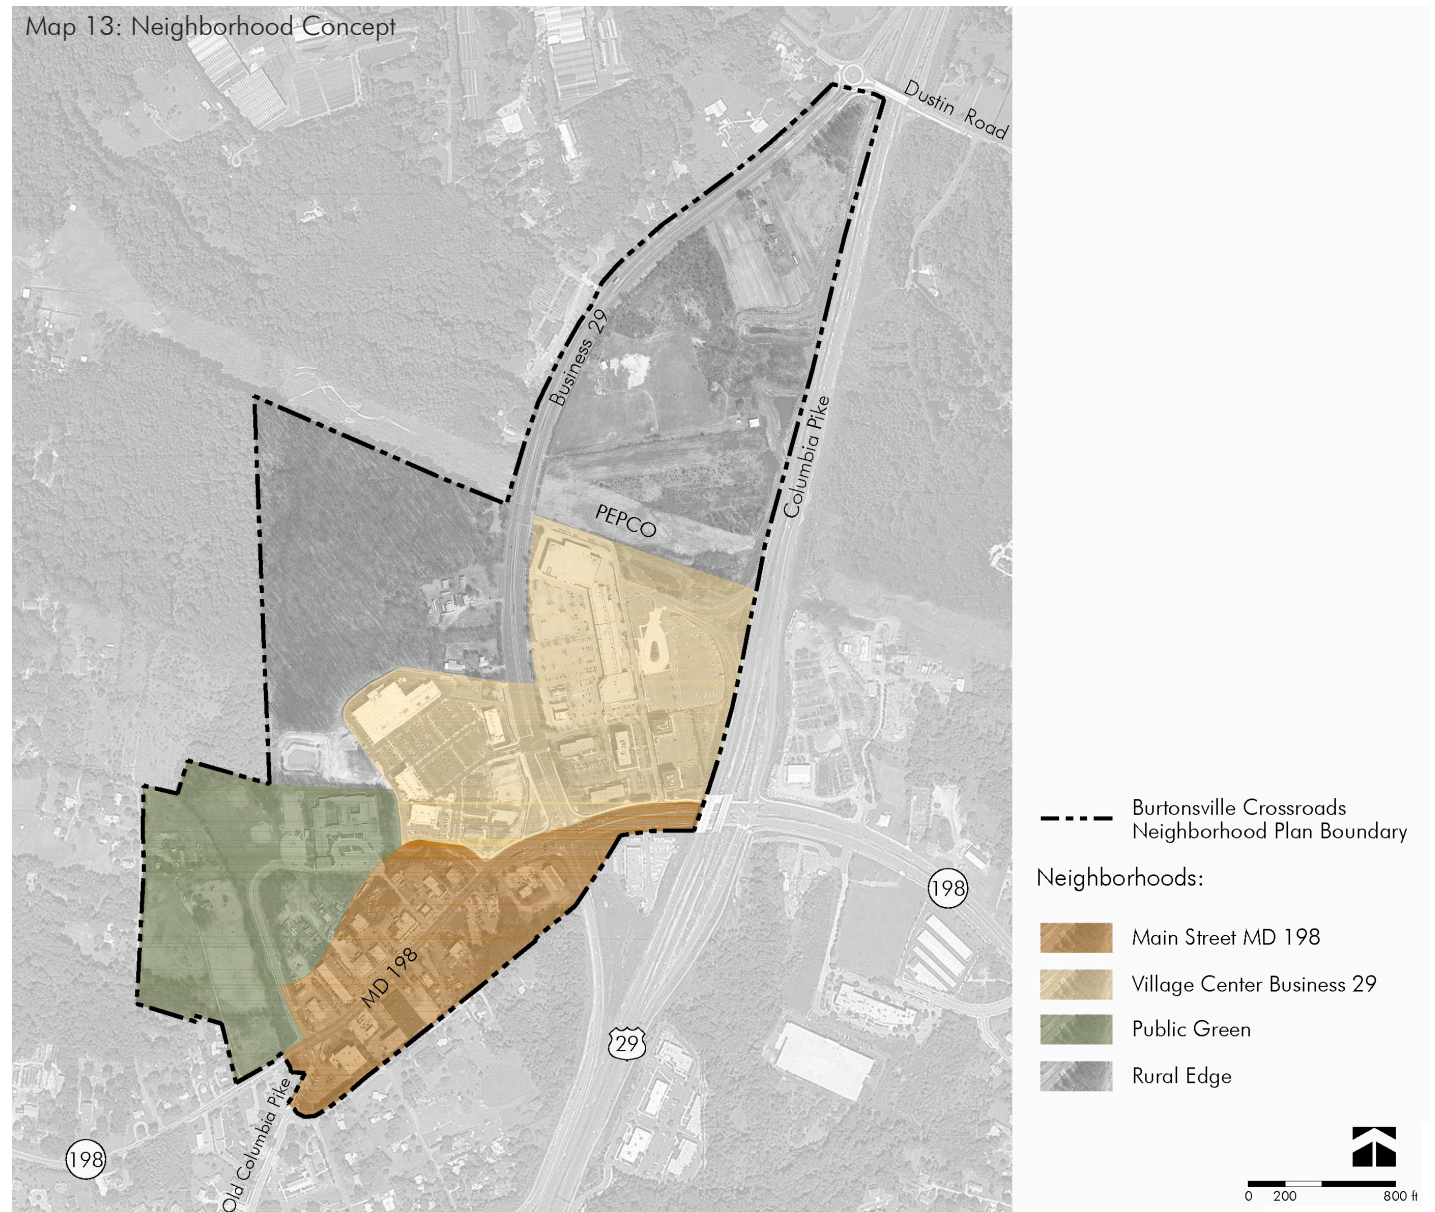 Map 13: Neighborhood Concept
Dustin Road
Business 29
Columbia Pike
PEPCO
MD 198
198
29
Old Columbia Pike
198
Burtonsville Crossroads
Neighborhood Plan Boundary
Neighborhoods:
Main Street MD 198
Village Center Business 29
Public Green
Rural Edge
0 200 800 ft